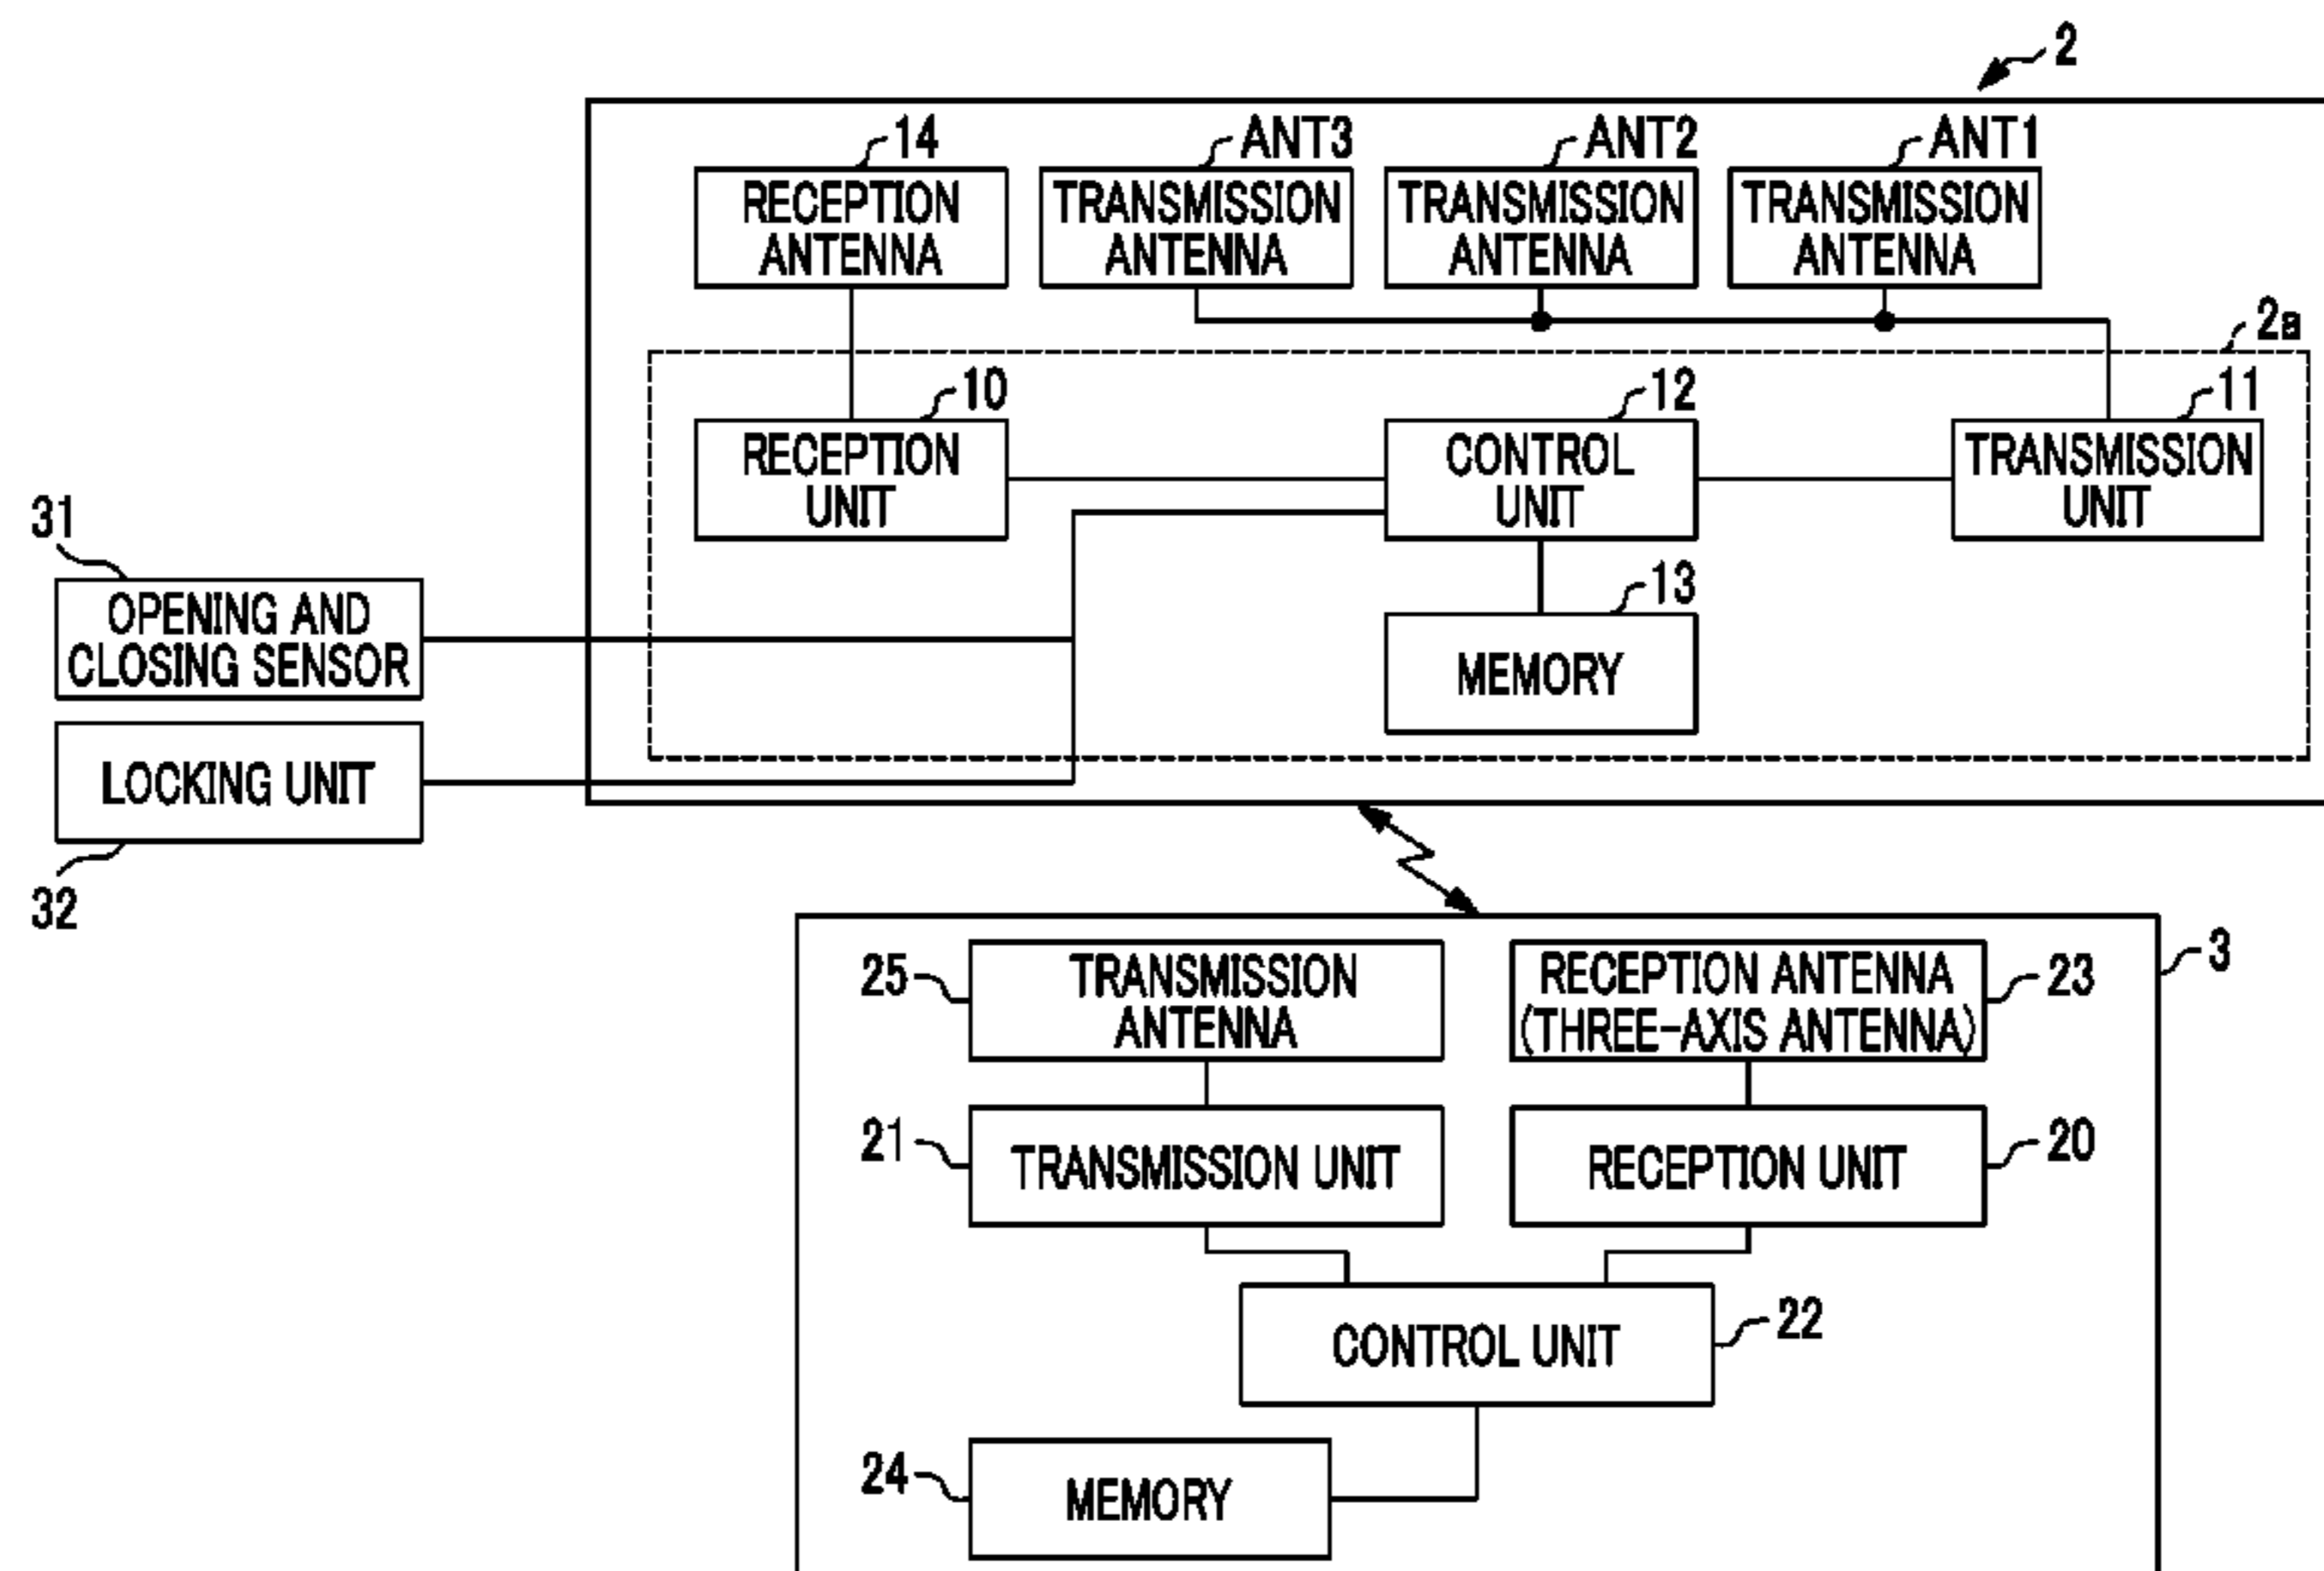 2
14
ANT3
ANT2
ANT1
RECEPTION
ANTENNA
TRANSMISSION
ANTENNA
TRANSMISSION
ANTENNA
TRANSMISSION
ANTENNA
2a
10
12
11
RECEPTION
UNIT
CONTROL
UNIT
TRANSMISSION
UNIT
31
OPENING AND
CLOSING SENSOR
13
MEMORY
LOCKING UNIT
32
3
25
TRANSMISSION
ANTENNA
RECEPTION ANTENNA
(THREE-AXIS ANTENNA)
23
21
TRANSMISSION UNIT
RECEPTION UNIT
20
CONTROL UNIT
22
24
MEMORY